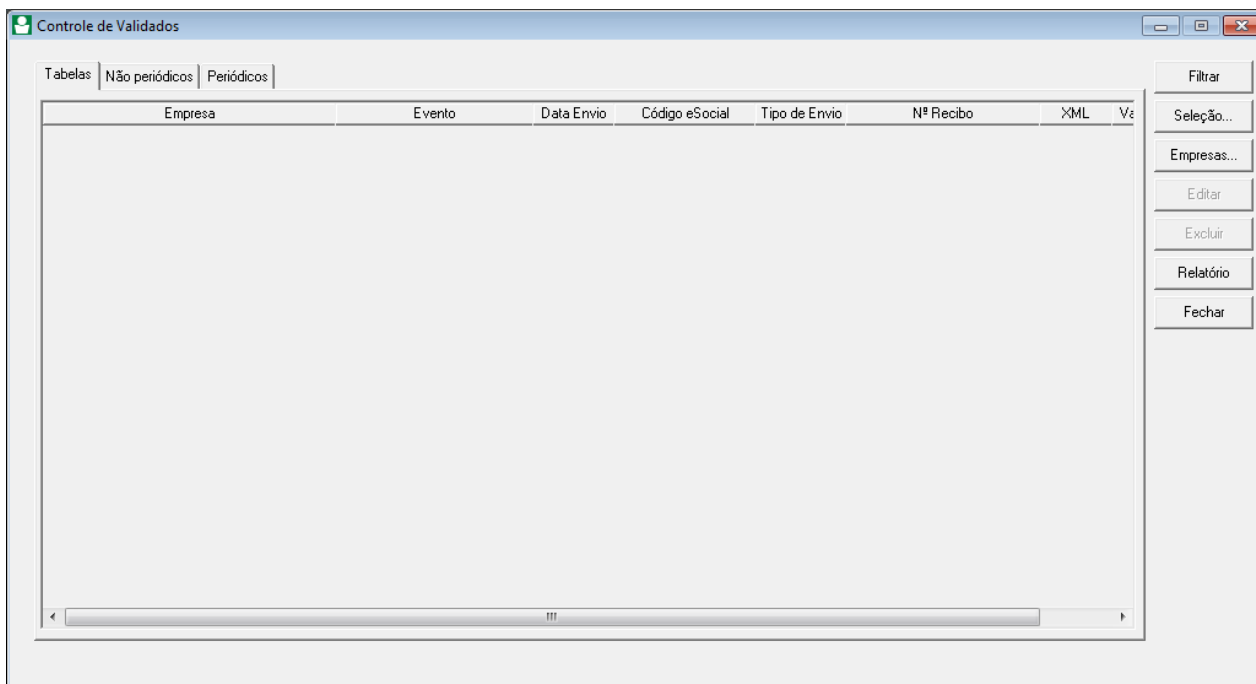 Controle de Validados
Tabelas Não periódicos Periódicos
Empresa Evento Data Envio Código eSocial Tipo de Envio Nº Recibo XML Va
Filtrar
Seleção...
Empresas...
Editar
Excluir
Relatório
Fechar